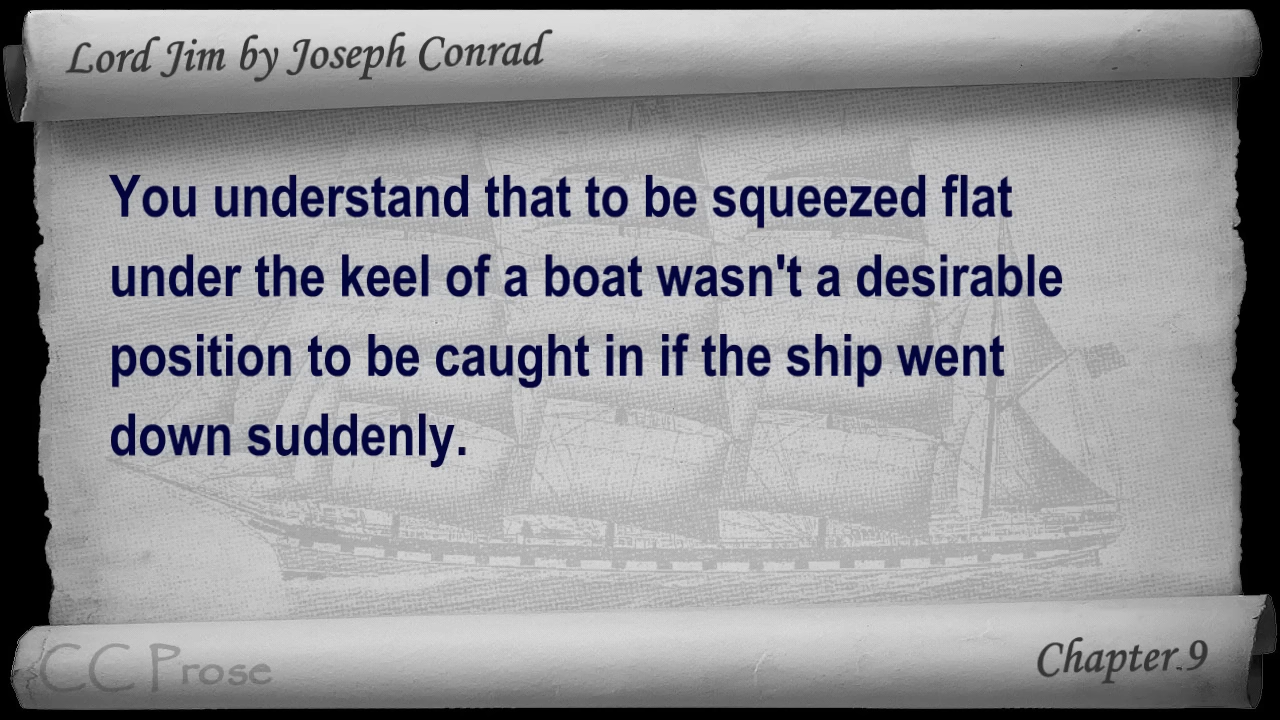 Lord Jim by Joseph Conrad
You understand that to be squeezed flat
under the keel of a boat wasn't a desirable
position to be caught in if the ship went
down suddenly.
CC Prose
Chapter 9